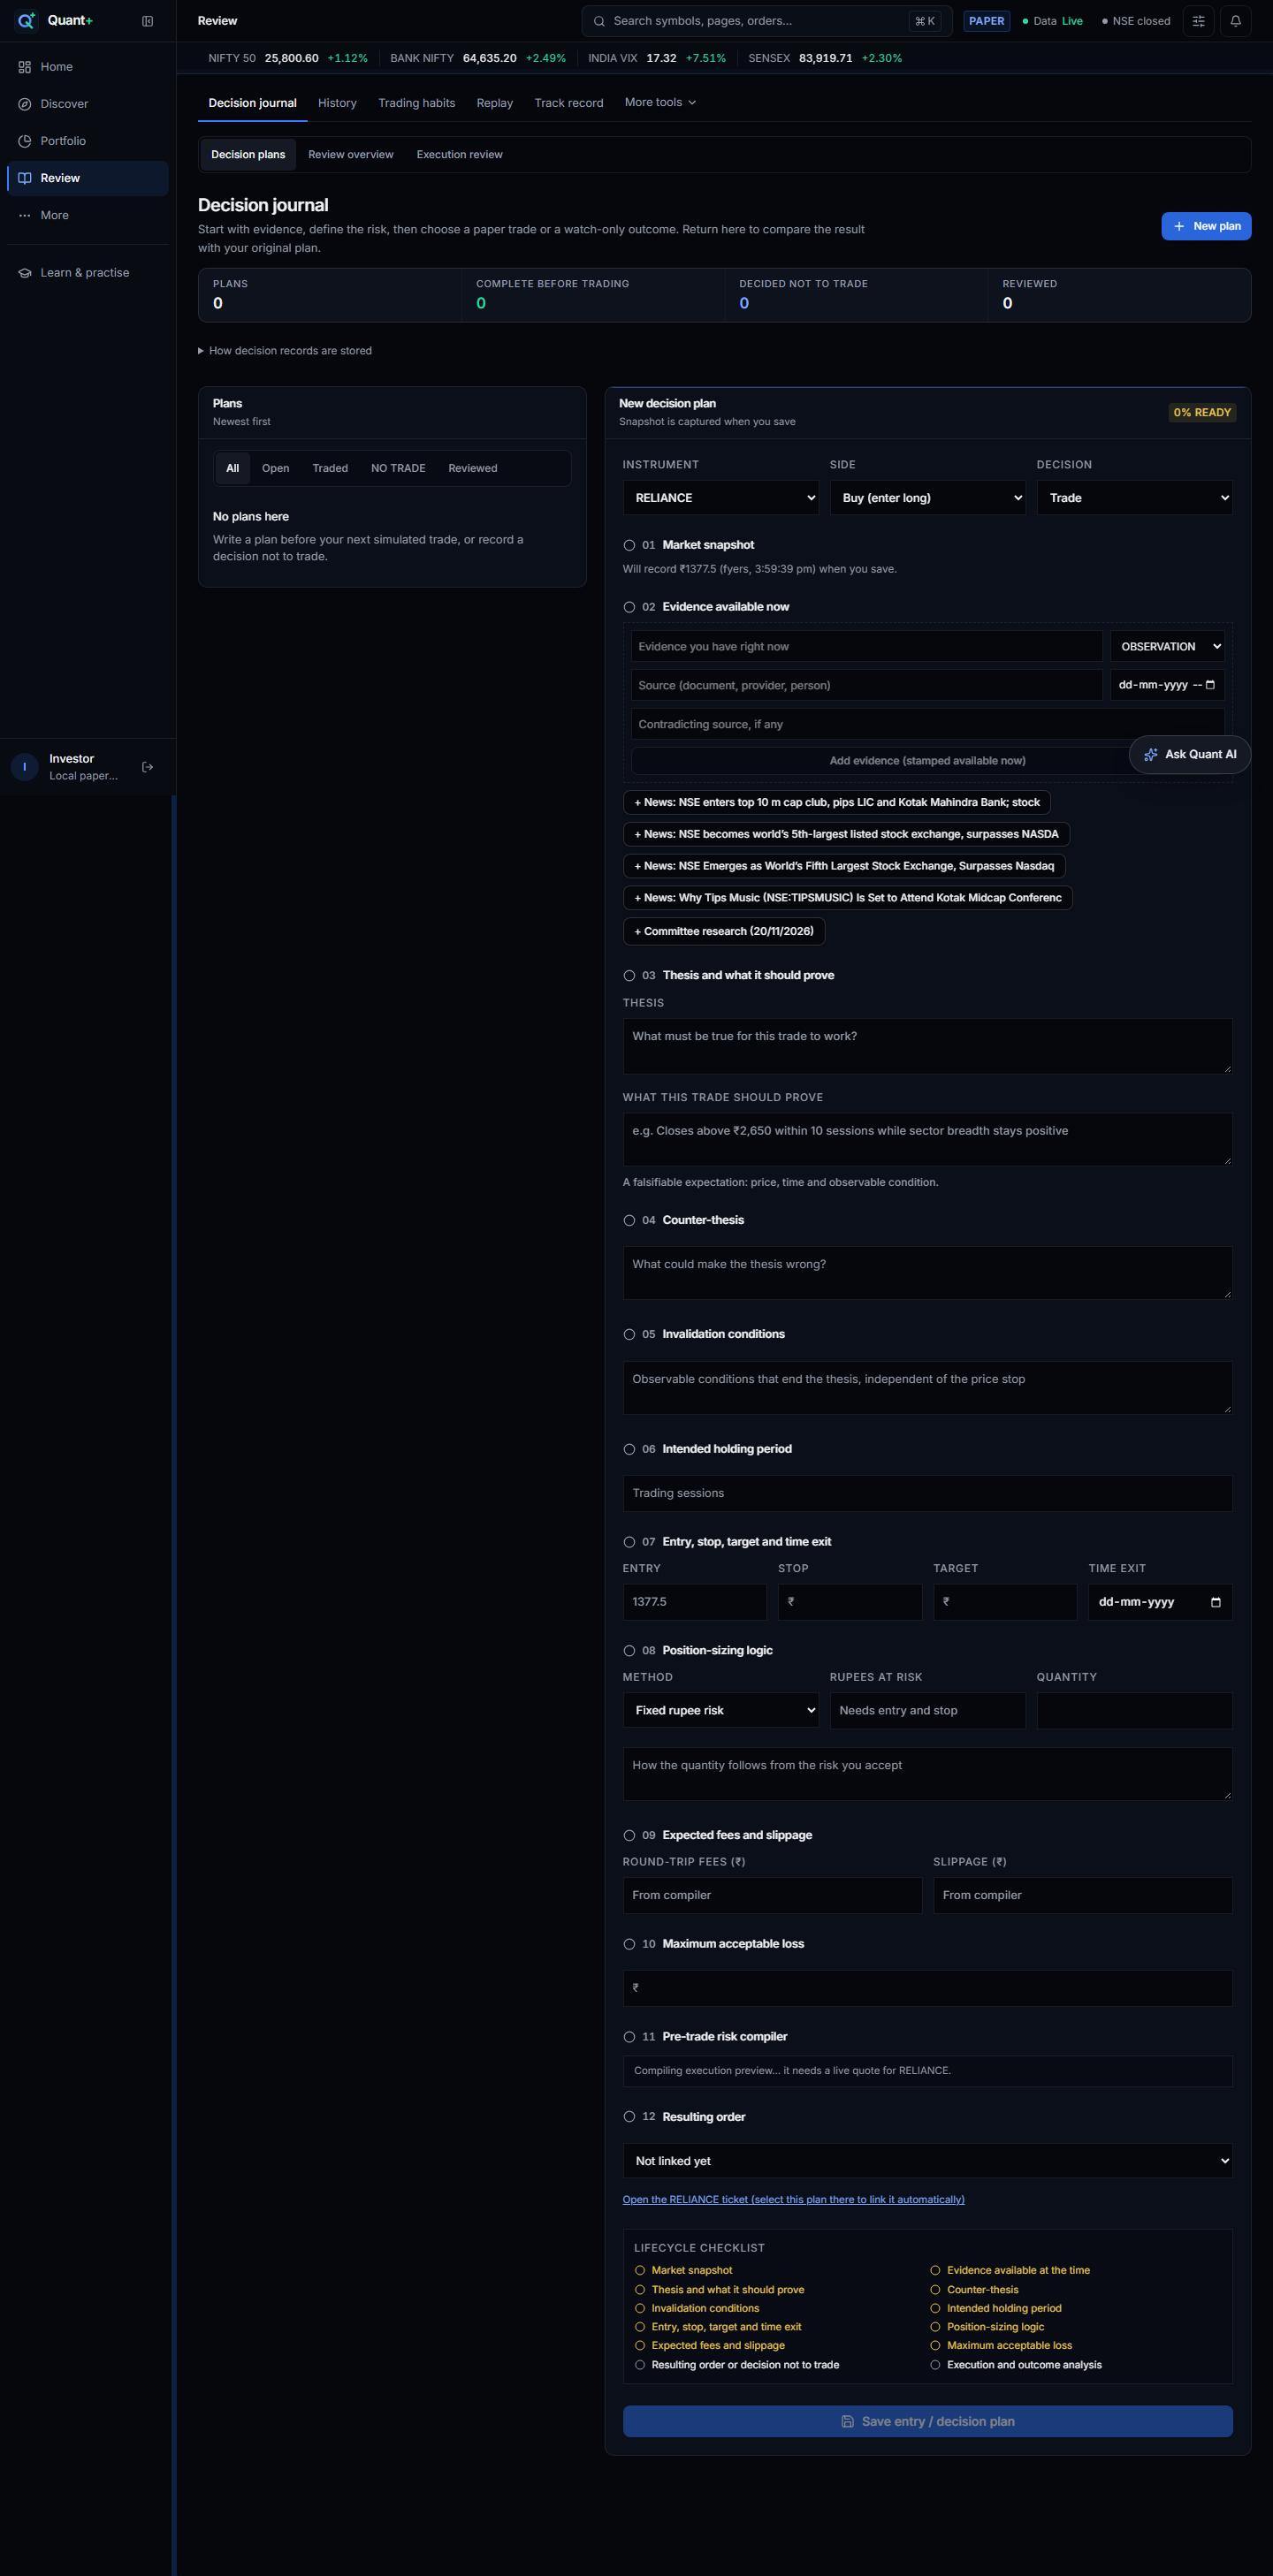 Quant+
Review
Search symbols, pages, orders...
⌘ K
PAPER
Data Live
NSE closed
NIFTY 50 25,800.60 +1.12%
BANK NIFTY 64,635.20 +2.49%
INDIA VIX 17.32 +7.51%
SENSEX 83,919.71 +2.30%
Home
Discover
Portfolio
Review
More
Learn & practise
I
Investor
Local paper...
Decision journal
History
Trading habits
Replay
Track record
More tools
Decision plans
Review overview
Execution review
Decision journal
Start with evidence, define the risk, then choose a paper trade or a watch-only outcome. Return here to compare the result
with your original plan.
New plan
PLANS
0
COMPLETE BEFORE TRADING
0
DECIDED NOT TO TRADE
0
REVIEWED
0
How decision records are stored
Plans
Newest first
All
Open
Traded
NO TRADE
Reviewed
No plans here
Write a plan before your next simulated trade, or record a
decision not to trade.
New decision plan
Snapshot is captured when you save
0% READY
INSTRUMENT
RELIANCE
SIDE
Buy (enter long)
DECISION
Trade
01 Market snapshot
Will record ₹1377.5 (fyers, 3:59:39 pm) when you save.
02 Evidence available now
Evidence you have right now
OBSERVATION
Source (document, provider, person)
dd-mm-yyyy --
Contradicting source, if any
Add evidence (stamped available now)
Ask Quant AI
+ News: NSE enters top 10 m cap club, pips LIC and Kotak Mahindra Bank; stock
+ News: NSE becomes world's 5th-largest listed stock exchange, surpasses NASDA
+ News: NSE Emerges as World's Fifth Largest Stock Exchange, Surpasses Nasdaq
+ News: Why Tips Music (NSE:TIPSMUSIC) Is Set to Attend Kotak Midcap Conferenc
+ Committee research (20/11/2026)
03 Thesis and what it should prove
THESIS
What must be true for this trade to work?
WHAT THIS TRADE SHOULD PROVE
e.g. Closes above ₹2,650 within 10 sessions while sector breadth stays positive
A falsifiable expectation: price, time and observable condition.
04 Counter-thesis
What could make the thesis wrong?
05 Invalidation conditions
Observable conditions that end the thesis, independent of the price stop
06 Intended holding period
Trading sessions
07 Entry, stop, target and time exit
ENTRY
1377.5
STOP
₹
TARGET
₹
TIME EXIT
dd-mm-yyyy
08 Position-sizing logic
METHOD
Fixed rupee risk
RUPEES AT RISK
Needs entry and stop
QUANTITY
How the quantity follows from the risk you accept
09 Expected fees and slippage
ROUND-TRIP FEES (₹)
From compiler
SLIPPAGE (₹)
From compiler
10 Maximum acceptable loss
₹
11 Pre-trade risk compiler
Compiling execution preview... it needs a live quote for RELIANCE.
12 Resulting order
Not linked yet
Open the RELIANCE ticket (select this plan there to link it automatically)
LIFECYCLE CHECKLIST
Market snapshot
Evidence available at the time
Thesis and what it should prove
Counter-thesis
Invalidation conditions
Intended holding period
Entry, stop, target and time exit
Position-sizing logic
Expected fees and slippage
Maximum acceptable loss
Resulting order or decision not to trade
Execution and outcome analysis
Save entry / decision plan